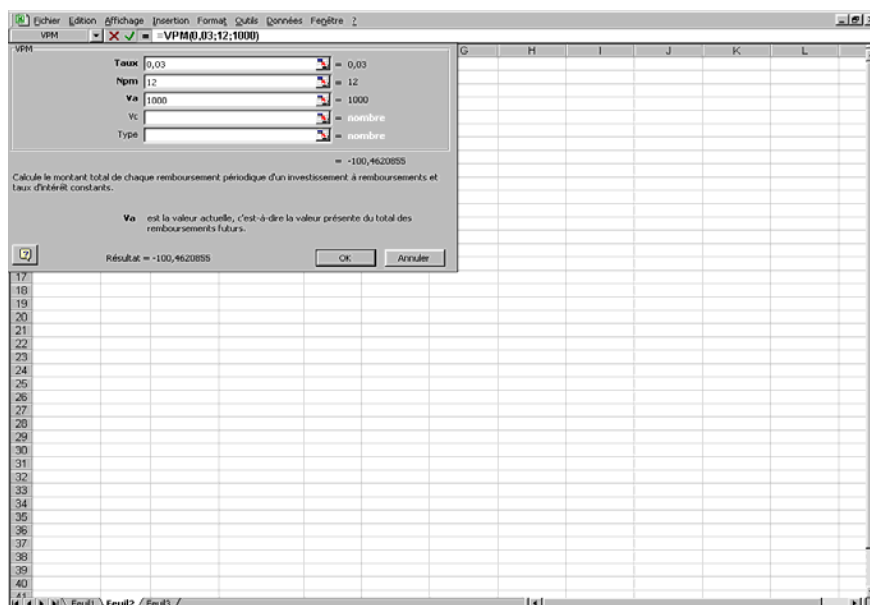 Fichier Edition Affichage Insertion Format Outils Données Fenêtre ?
VPM = =VPM(0,03;12;1000)
VPM
Taux 0,03 = 0,03
Npm 12 = 12
Va 1000 = 1000
Vc = nombre
Type = nombre
= -100,4620855
Calcule le montant total de chaque remboursement périodique d'un investissement à remboursements et
taux d'intérêt constants.
Va est la valeur actuelle, c'est-à-dire la valeur présente du total des
remboursements futurs.
Résultat = -100,4620855 OK Annuler
G H I J K L
17
18
19
20
21
22
23
24
25
26
27
28
29
30
31
32
33
34
35
36
37
38
39
40
41
Feuil1 Feuil2 Feuil3